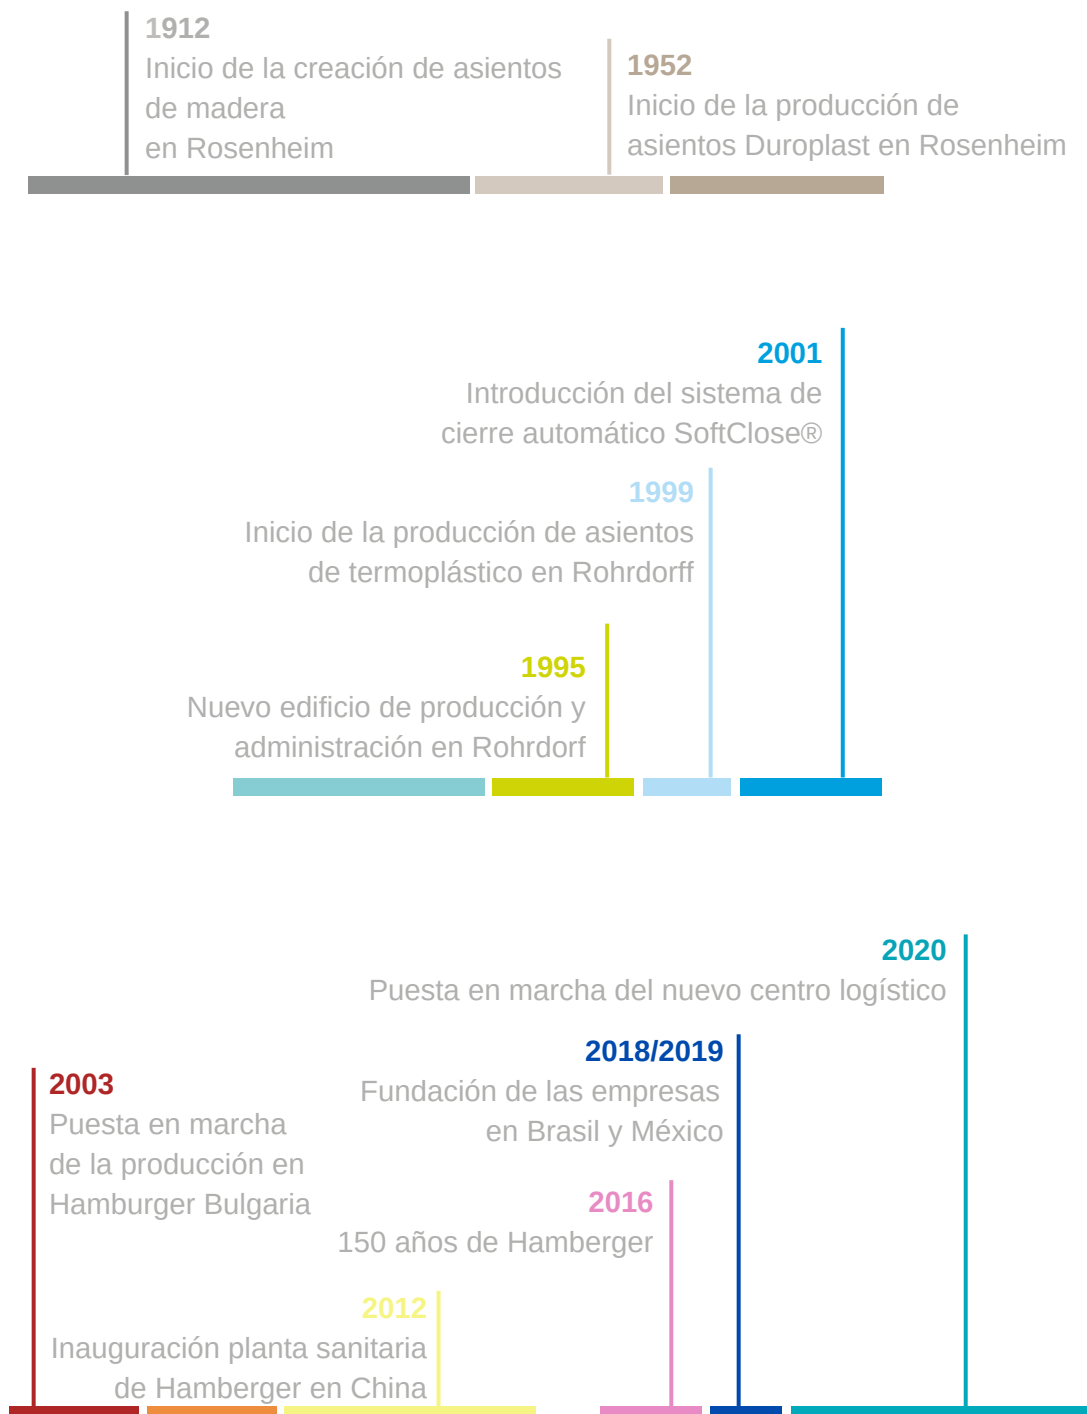 1912
Inicio de la creación de asientos
de madera
en Rosenheim
1952
Inicio de la producción de
asientos Duroplast en Rosenheim
2001
Introducción del sistema de
cierre automático SoftClose®
1999
Inicio de la producción de asientos
de termoplástico en Rohrdorff
1995
Nuevo edificio de producción y
administración en Rohrdorf
2020
Puesta en marcha del nuevo centro logístico
2018/2019
Fundación de las empresas
en Brasil y México
2003
Puesta en marcha
de la producción en
Hamburger Bulgaria
2016
150 años de Hamberger
2012
Inauguración planta sanitaria
de Hamberger en China